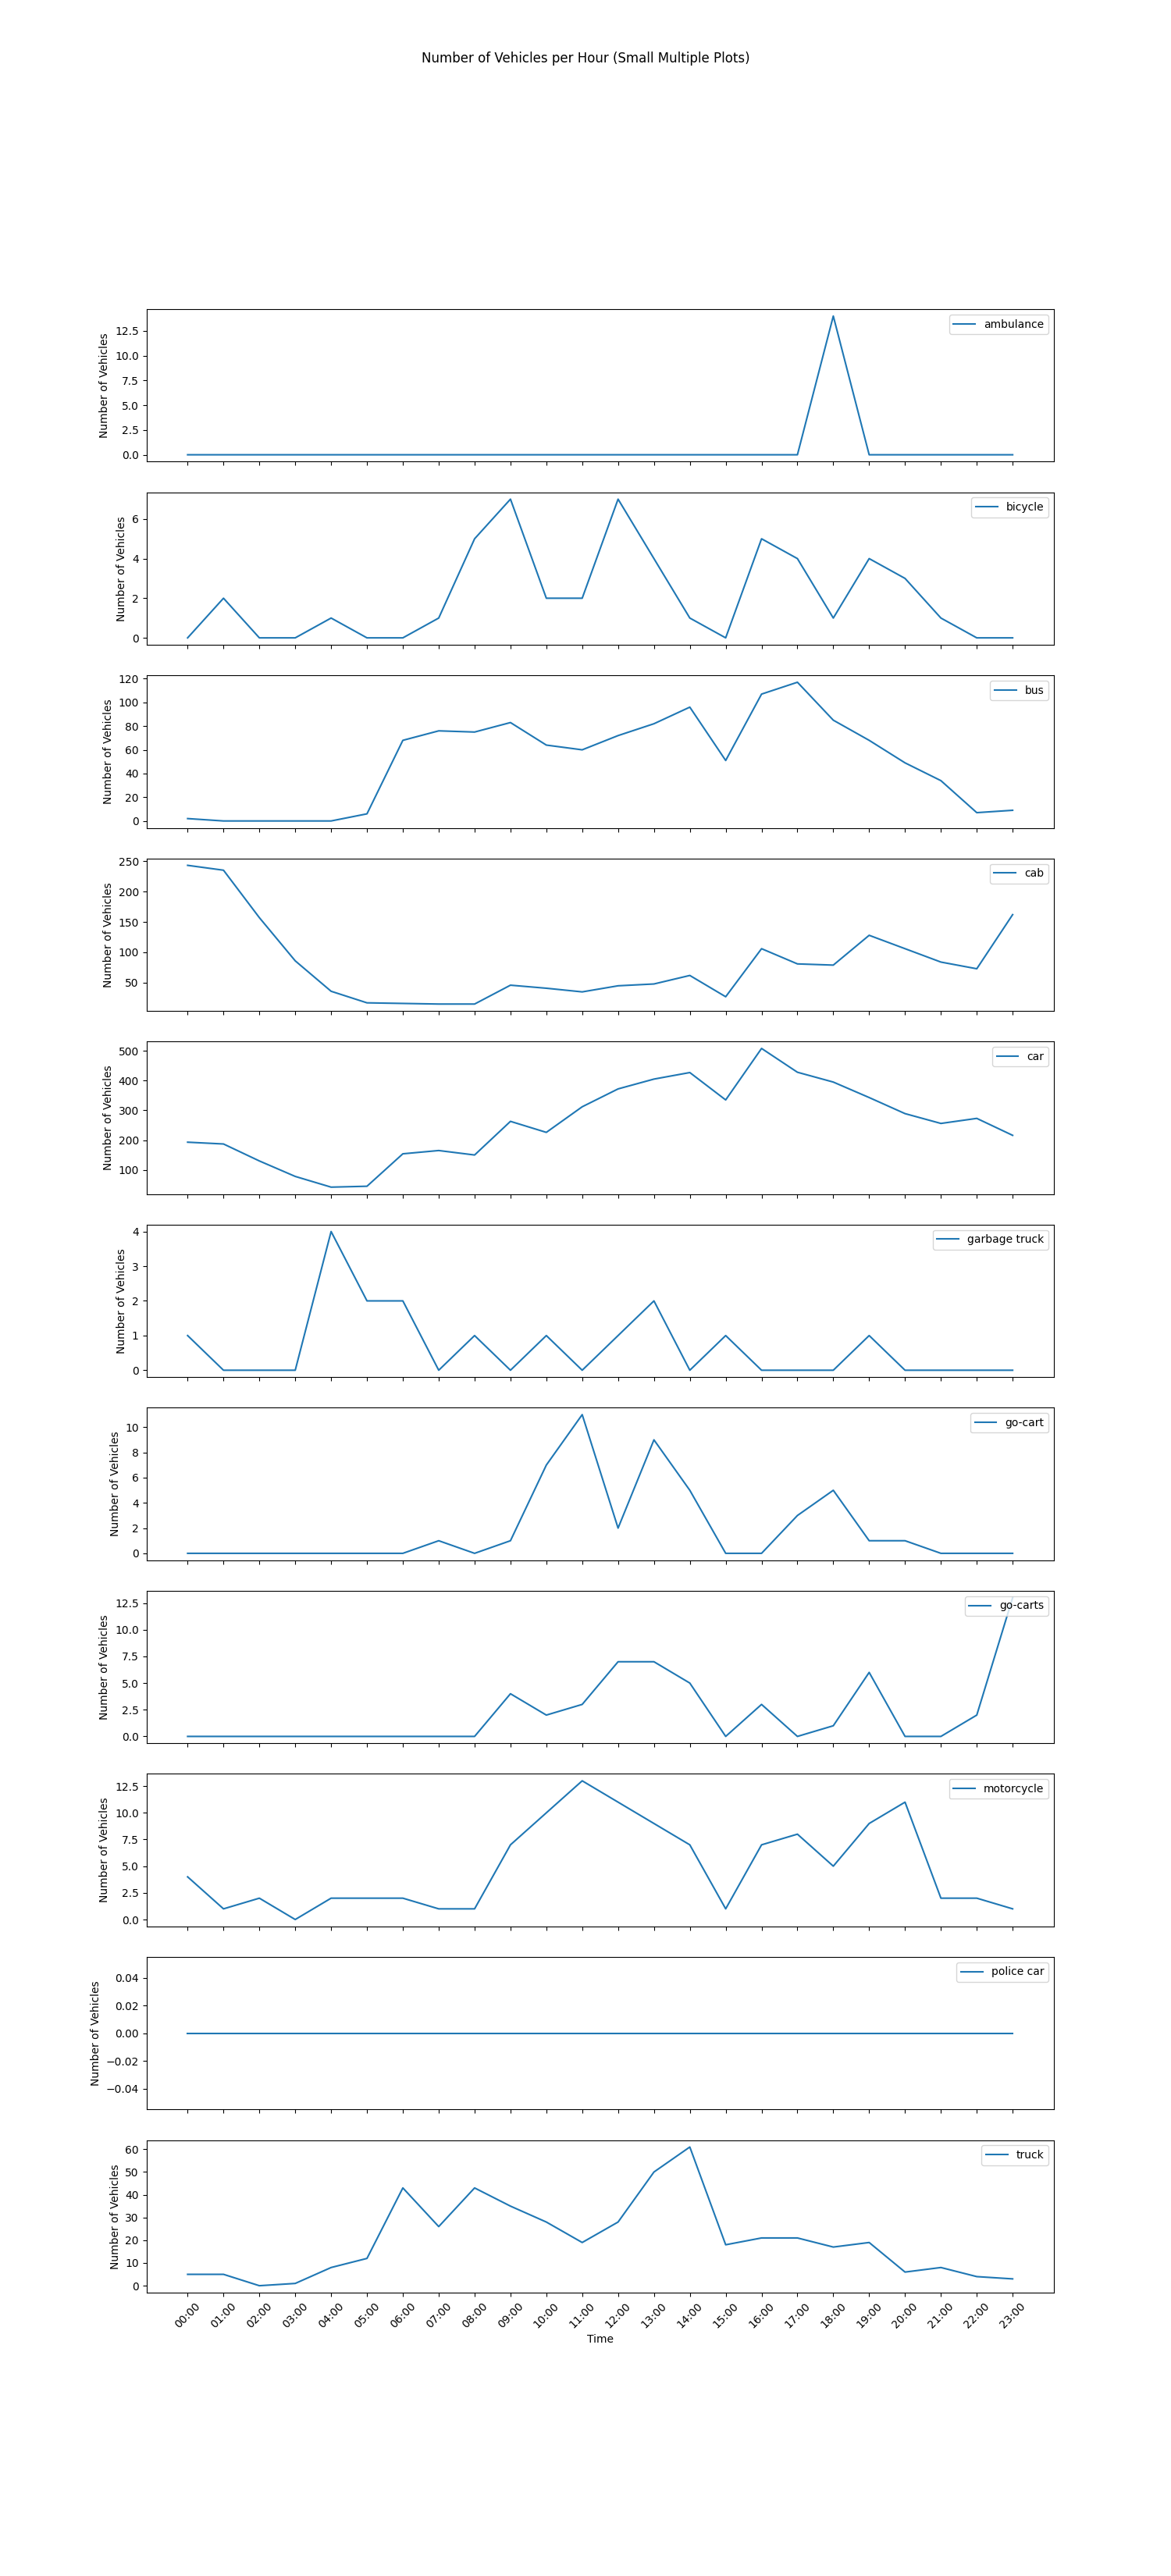 Number of Vehicles per Hour (Small Multiple Plots)
12.5
10.0
7.5
5.0
2.5
0.0
Number of Vehicles
ambulance
6
4
2
0
Number of Vehicles
bicycle
120
100
80
60
40
20
0
Number of Vehicles
bus
250
200
150
100
50
Number of Vehicles
cab
500
400
300
200
100
Number of Vehicles
car
4
3
2
1
0
Number of Vehicles
garbage truck
10
8
6
4
2
0
Number of Vehicles
go-cart
12.5
10.0
7.5
5.0
2.5
0.0
Number of Vehicles
go-carts
12.5
10.0
7.5
5.0
2.5
0.0
Number of Vehicles
motorcycle
0.04
0.02
0.00
−0.02
−0.04
Number of Vehicles
police car
60
50
40
30
20
10
0
Number of Vehicles
truck
00:00 01:00 02:00 03:00 04:00 05:00 06:00 07:00 08:00 09:00 10:00 11:00 12:00 13:00 14:00 15:00 16:00 17:00 18:00 19:00 20:00 21:00 22:00 23:00
Time